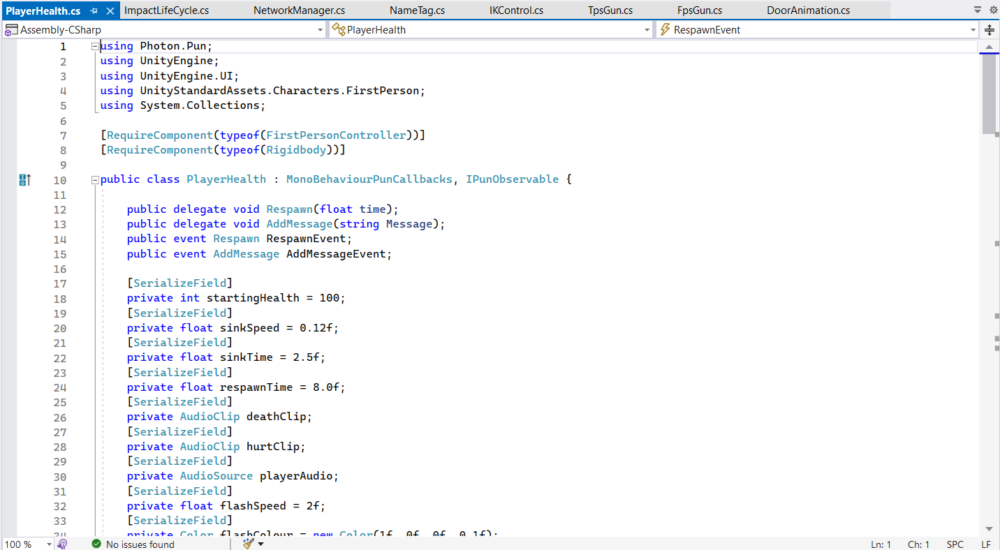 PlayerHealth.cs ImpactLifeCycle.cs NetworkManager.cs NameTag.cs IKControl.cs TpsGun.cs FpsGun.cs DoorAnimation.cs
Assembly-CSharp PlayerHealth RespawnEvent
1 using Photon.Pun;
2 using UnityEngine;
3 using UnityEngine.UI;
4 using UnityStandardAssets.Characters.FirstPerson;
5 using System.Collections;
6
7 [RequireComponent(typeof(FirstPersonController))]
8 [RequireComponent(typeof(Rigidbody))]
9
10 public class PlayerHealth : MonoBehaviourPunCallbacks, IPunObservable {
11
12 public delegate void Respawn(float time);
13 public delegate void AddMessage(string Message);
14 public event Respawn RespawnEvent;
15 public event AddMessage AddMessageEvent;
16
17 [SerializeField]
18 private int startingHealth = 100;
19 [SerializeField]
20 private float sinkSpeed = 0.12f;
21 [SerializeField]
22 private float sinkTime = 2.5f;
23 [SerializeField]
24 private float respawnTime = 8.0f;
25 [SerializeField]
26 private AudioClip deathClip;
27 [SerializeField]
28 private AudioClip hurtClip;
29 [SerializeField]
30 private AudioSource playerAudio;
31 [SerializeField]
32 private float flashSpeed = 2f;
33 [SerializeField]
34 private Color flashColour = new Color(1f, 0f, 0f, 0.1f);
100 % No issues found Ln: 1 Ch: 1 SPC LF